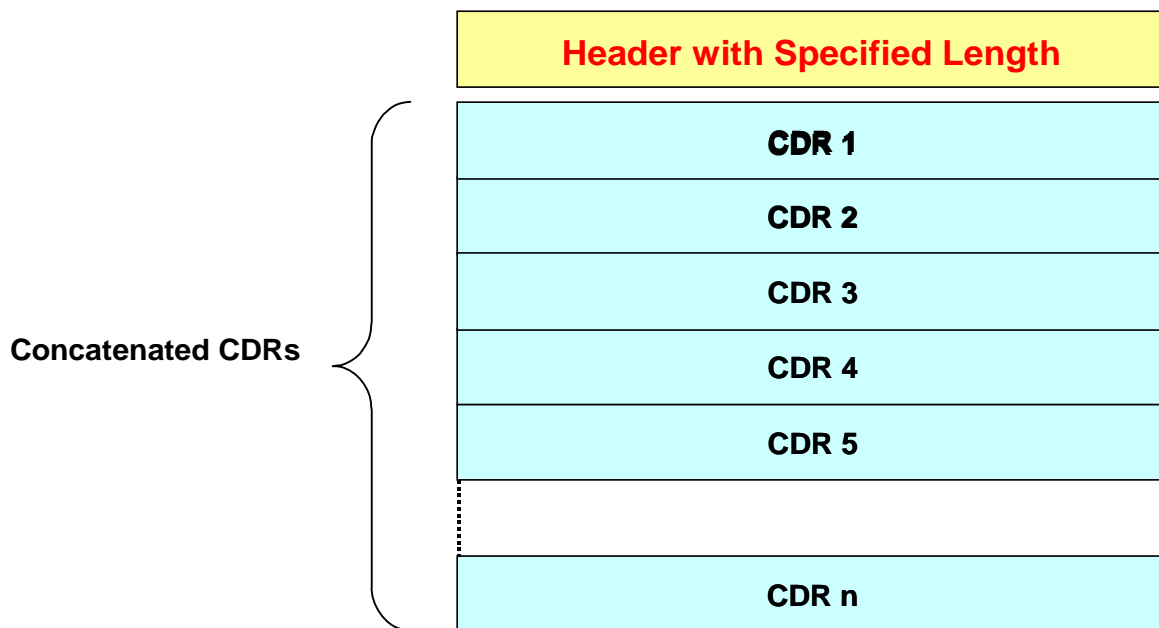 Header with Specified Length
CDR 1
CDR 2
CDR 3
Concatenated CDRs
CDR 4
CDR 5
CDR n